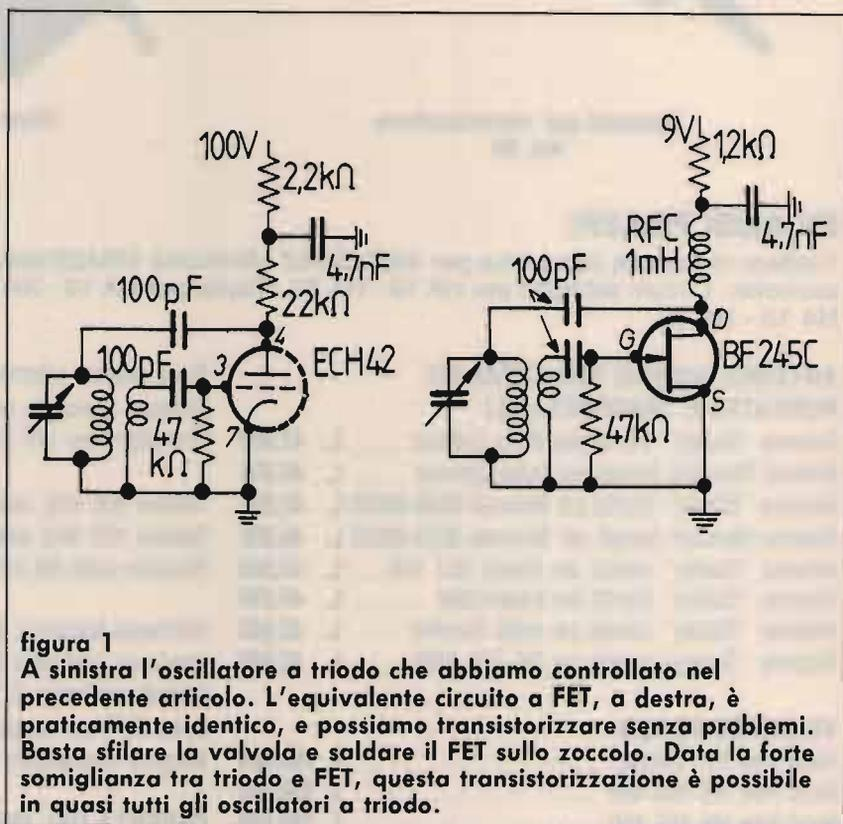 100V
2,2kΩ
4,7nF
22kΩ
100pF
100pF
3
4
ECH42
47
kΩ
7
9V
1,2kΩ
4,7nF
RFC
1mH
100pF
D
G
BF245C
S
47kΩ
figura 1
A sinistra l'oscillatore a triodo che abbiamo controllato nel
precedente articolo. L'equivalente circuito a FET, a destra, è
praticamente identico, e possiamo transistorizzare senza problemi.
Basta sfilare la valvola e saldare il FET sullo zoccolo. Data la forte
somiglianza tra triodo e FET, questa transistorizzazione è possibile
in quasi tutti gli oscillatori a triodo.